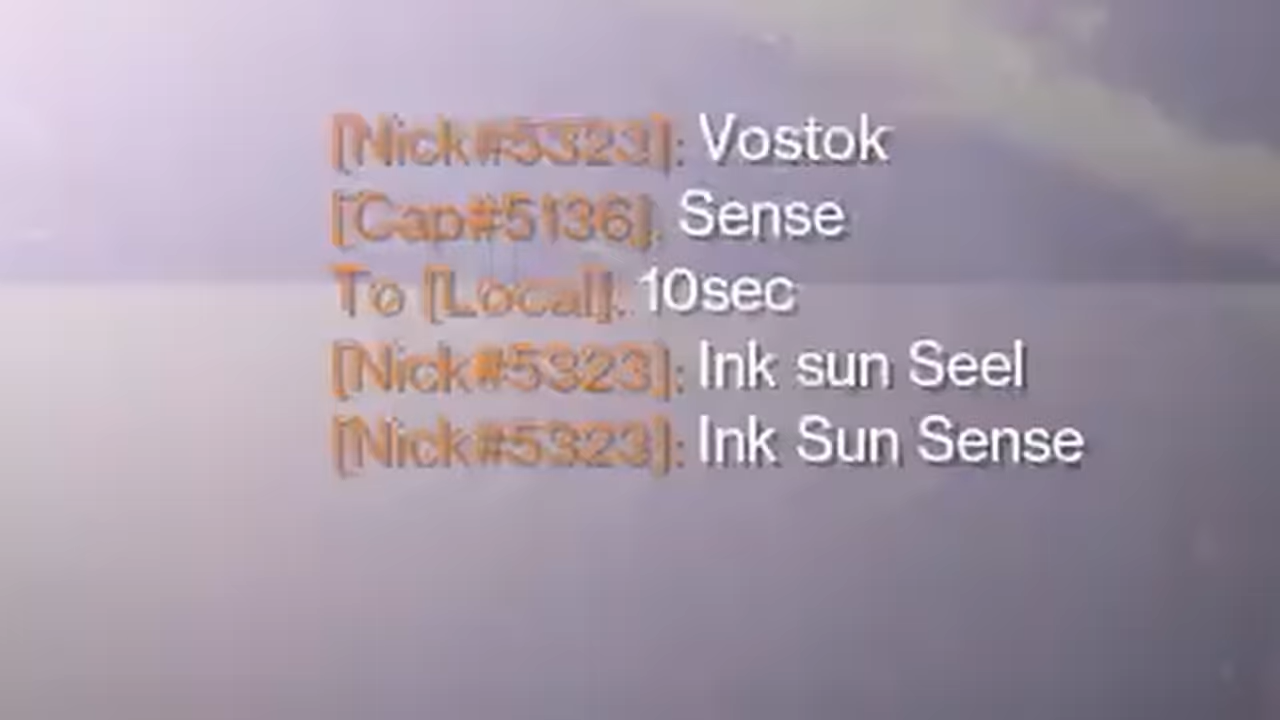 [Nick#5323]: Vostok
[Cap#5136]: Sense
To [Local]: 10sec
[Nick#5323]: Ink sun Seel
[Nick#5323]: Ink Sun Sense